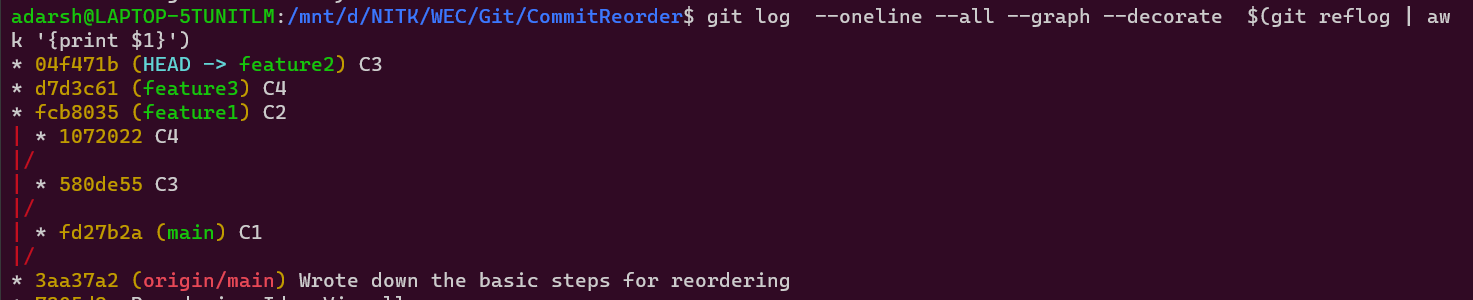 adarsh@LAPTOP-5TUNITLM:/mnt/d/NITK/WEC/Git/CommitReorder$ git log  --oneline --all --graph --decorate  $(git reflog | aw
k '{print $1}')
* 04f471b (HEAD -> feature2) C3
* d7d3c61 (feature3) C4
* fcb8035 (feature1) C2
| * 1072022 C4
|/
| * 580de55 C3
|/
| * fd27b2a (main) C1
|/
* 3aa37a2 (origin/main) Wrote down the basic steps for reordering